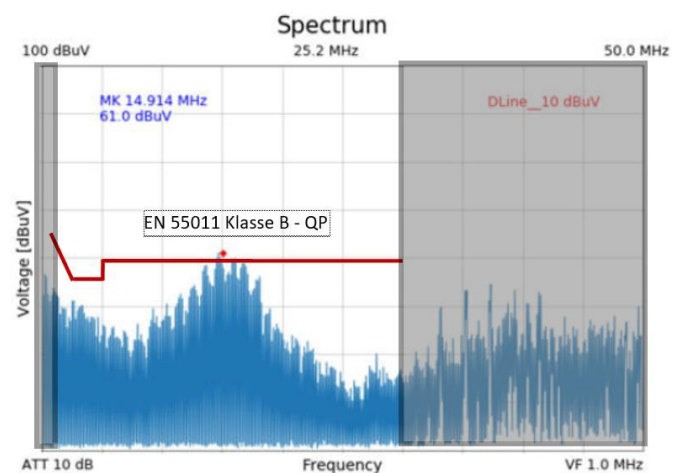 Spectrum
100 dBuV
25.2 MHz
50.0 MHz
MK 14.914 MHz
61.0 dBuV
DLine__10 dBuV
EN 55011 Klasse B - QP
Voltage [dBuV]
ATT 10 dB
Frequency
VF 1.0 MHz